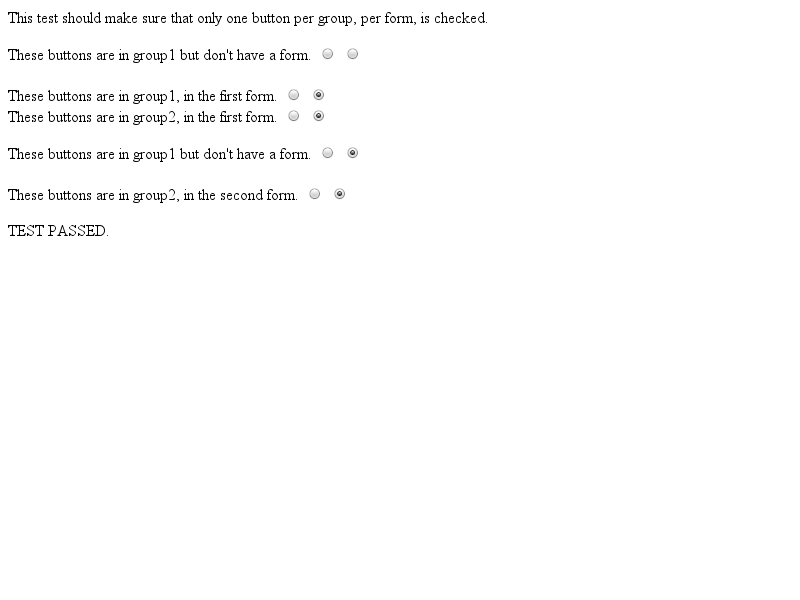 This test should make sure that only one button per group, per form, is checked.
These buttons are in group1 but don't have a form.
These buttons are in group1, in the first form.
These buttons are in group2, in the first form.
These buttons are in group1 but don't have a form.
These buttons are in group2, in the second form.
TEST PASSED.